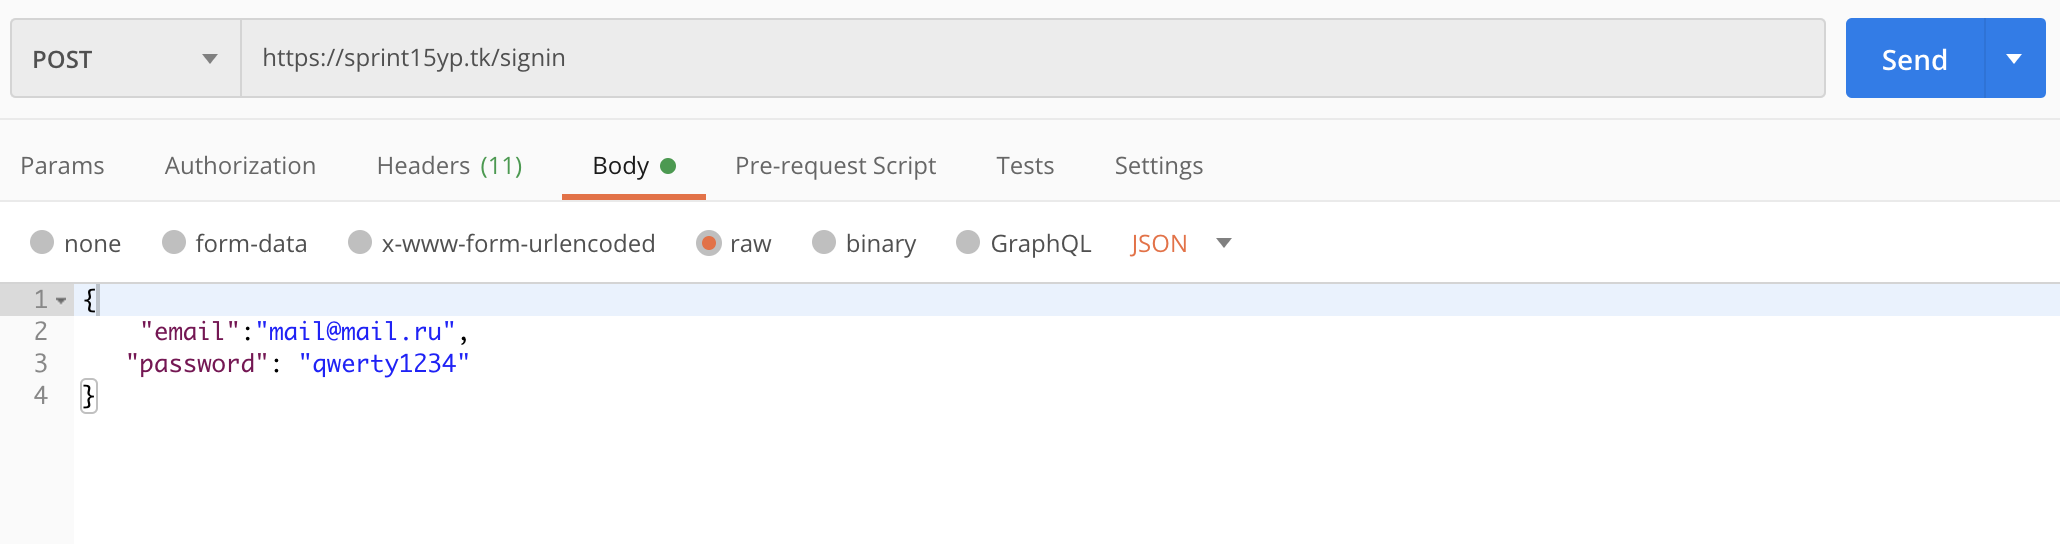 POST https://sprint15yp.tk/signin Send
Params Authorization Headers (11) Body Pre-request Script Tests Settings
none form-data x-www-form-urlencoded raw binary GraphQL JSON
1 {
2 "email":"mail@mail.ru",
3 "password": "qwerty1234"
4 }